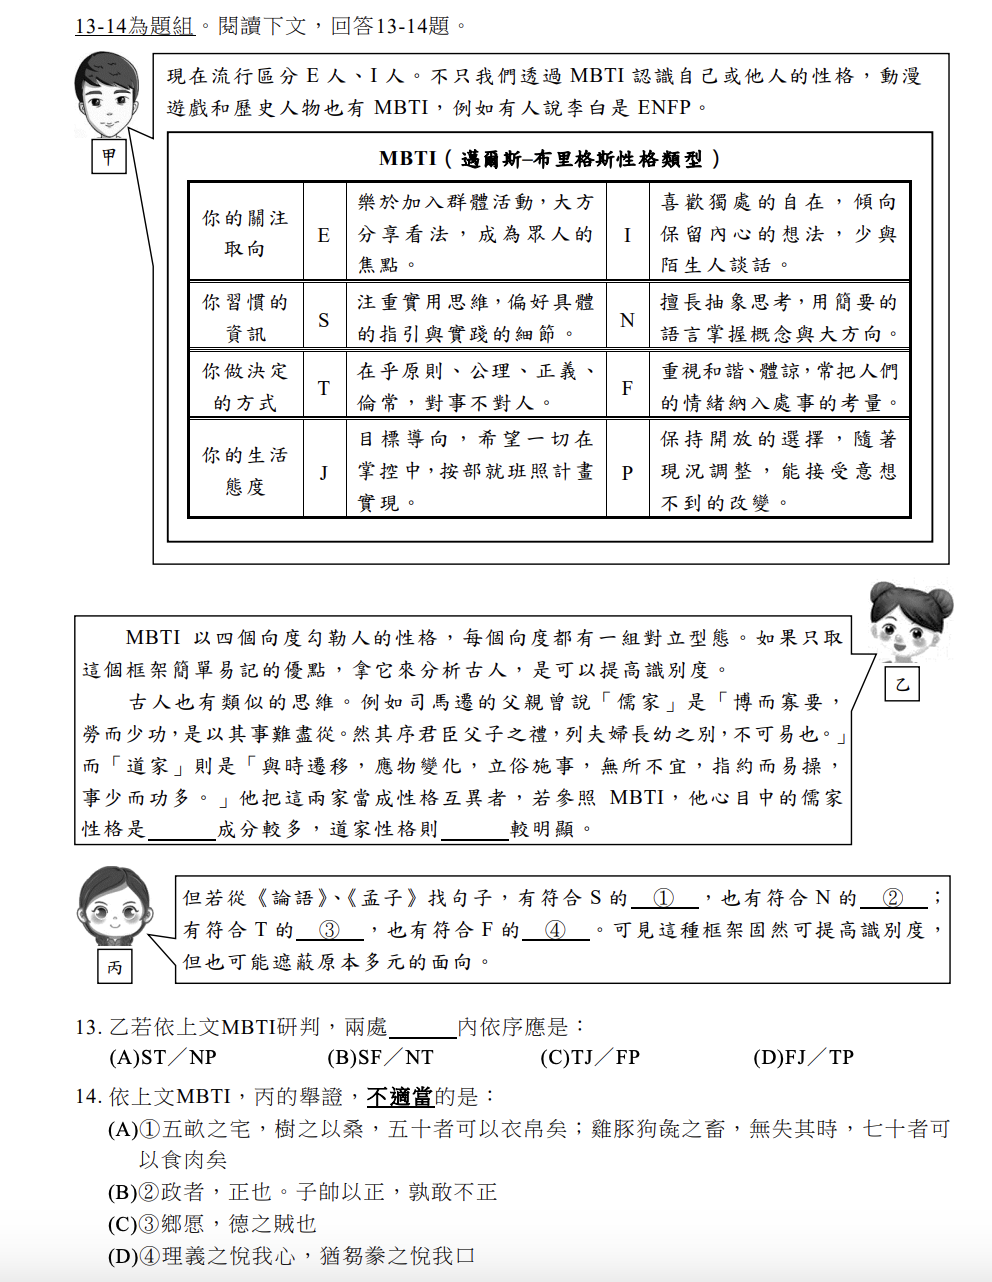 13-14為題組。閱讀下文，回答13-14題。
甲
現在流行區分 E 人、I 人。不只我們透過 MBTI 認識自己或他人的性格，動漫
遊戲和歷史人物也有 MBTI，例如有人說李白是 ENFP。
MBTI（邁爾斯–布里格斯性格類型）
你的關注
取向
E
樂於加入群體活動，大方
分享看法，成為眾人的
焦點。
I
喜歡獨處的自在，傾向
保留內心的想法，少與
陌生人談話。
你習慣的
資訊
S
注重實用思維，偏好具體
的指引與實踐的細節。
N
擅長抽象思考，用簡要的
語言掌握概念與大方向。
你做決定
的方式
T
在乎原則、公理、正義、
倫常，對事不對人。
F
重視和諧、體諒，常把人們
的情緒納入處事的考量。
你的生活
態度
J
目標導向，希望一切在
掌控中，按部就班照計畫
實現。
P
保持開放的選擇，隨著
現況調整，能接受意想
不到的改變。
乙
MBTI 以四個向度勾勒人的性格，每個向度都有一組對立型態。如果只取
這個框架簡單易記的優點，拿它來分析古人，是可以提高識別度。
古人也有類似的思維。例如司馬遷的父親曾說「儒家」是「博而寡要，
勞而少功，是以其事難盡從。然其序君臣父子之禮，列夫婦長幼之別，不可易也。」
而「道家」則是「與時遷移，應物變化，立俗施事，無所不宜，指約而易操，
事少而功多。」他把這兩家當成性格互異者，若參照 MBTI，他心目中的儒家
性格是______成分較多，道家性格則______較明顯。
丙
但若從《論語》、《孟子》找句子，有符合 S 的 ① ，也有符合 N 的 ② ；
有符合 T 的 ③ ，也有符合 F 的 ④ 。可見這種框架固然可提高識別度，
但也可能遮蔽原本多元的面向。
13. 乙若依上文MBTI研判，兩處______內依序應是：
(A)ST／NP (B)SF／NT (C)TJ／FP (D)FJ／TP
14. 依上文MBTI，丙的舉證，不適當的是：
(A)①五畝之宅，樹之以桑，五十者可以衣帛矣；雞豚狗彘之畜，無失其時，七十者可
以食肉矣
(B)②政者，正也。子帥以正，孰敢不正
(C)③鄉愿，德之賊也
(D)④理義之悅我心，猶芻豢之悅我口